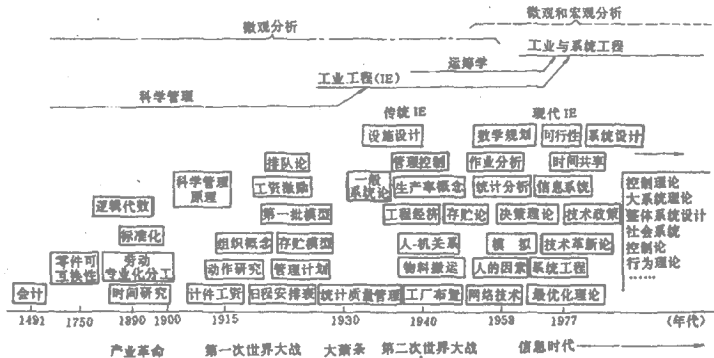 微观和宏观分析
微观分析
工业与系统工程
运筹学
工业工程(IE)
科学管理
传统 IE
现代 IE
设施设计
数学规划
可行性
系统设计
排队论
管理控制
作业分析
时间共享
科学管理
原理
工资激励
一般
系统论
生产率概念
统计分析
信息系统
控制理论
大系统理论
整体系统设计
社会系统
控制论
行为理论
……
逻辑代数
第一批模型
工程经济
存贮论
决策理论
技术政策
标准化
组织概念
存贮模型
人-机关系
模拟
技术革新论
零件可
互换性
劳动
专业化分工
动作研究
管理计划
物料搬运
人的因素
系统工程
会计
时间研究
计件工资
日程安排表
统计质量管理
工厂布置
网络技术
最优化理论
1491
1750
1890
1900
1915
1930
1940
1958
1977
(年代)
产业革命
第一次世界大战
大萧条
第二次世界大战
信息时代